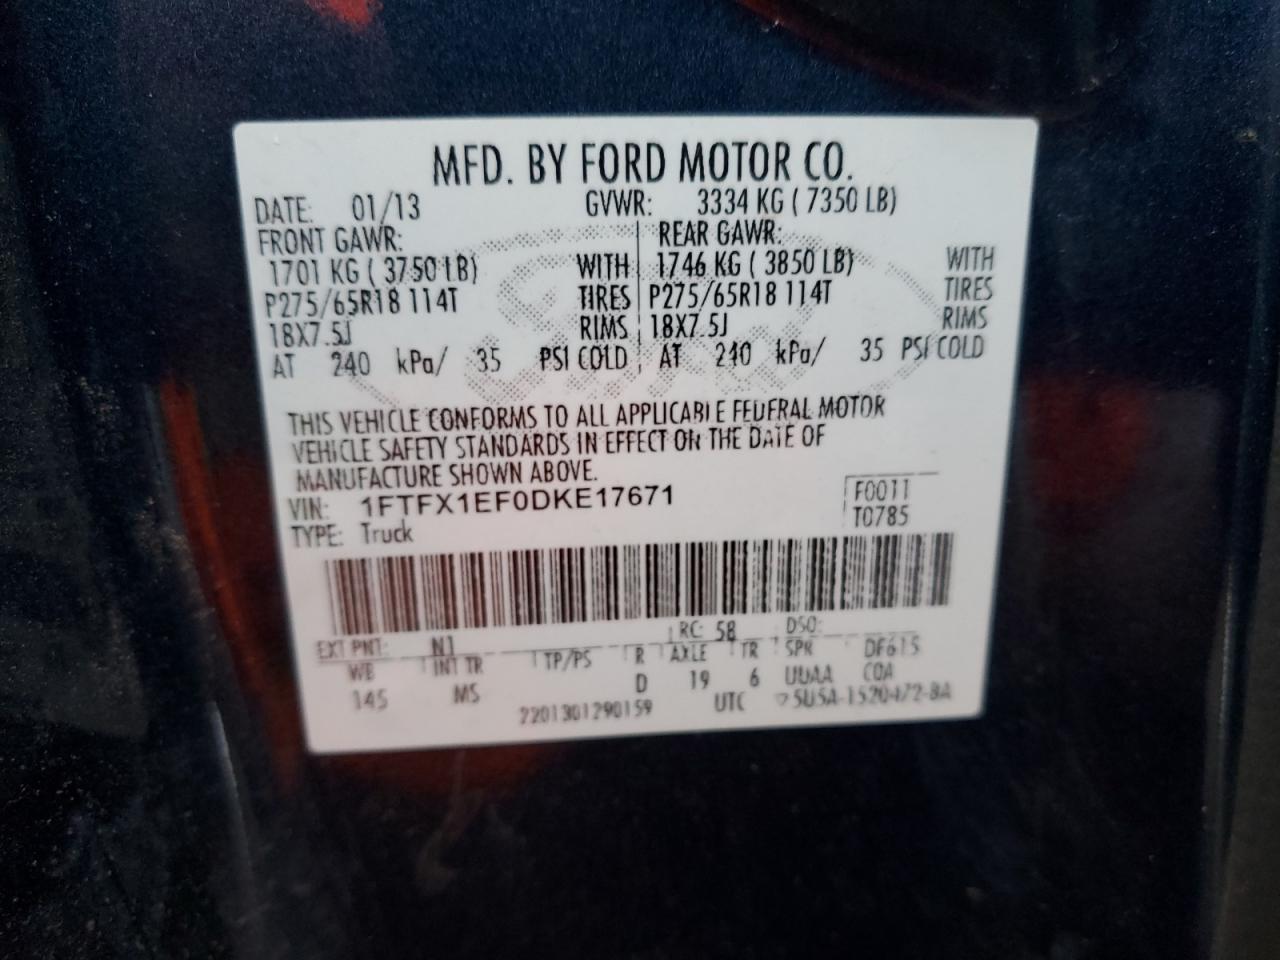 MFD. BY FORD MOTOR CO.
DATE: 01/13 GVWR: 3334 KG ( 7350 LB)
FRONT GAWR: REAR GAWR:
1701 KG ( 3750 LB) WITH 1746 KG ( 3850 LB) WITH
P275/65R18 114T TIRES P275/65R18 114T TIRES
18X7.5J RIMS 18X7.5J RIMS
AT 240 kPa/ 35 PSI COLD AT 240 kPa/ 35 PSI COLD
THIS VEHICLE CONFORMS TO ALL APPLICABLE FEDERAL MOTOR
VEHICLE SAFETY STANDARDS IN EFFECT ON THE DATE OF
MANUFACTURE SHOWN ABOVE.
VIN: 1FTFX1EF0DKE17671 F0011
TYPE: Truck T0785
EXT PNT: N1 RC: 58 DSO:
WB INT TR TP/PS R AXLE TR SPR DF615
145 MS D 19 6 UUAA COA
2201301290159 UTC